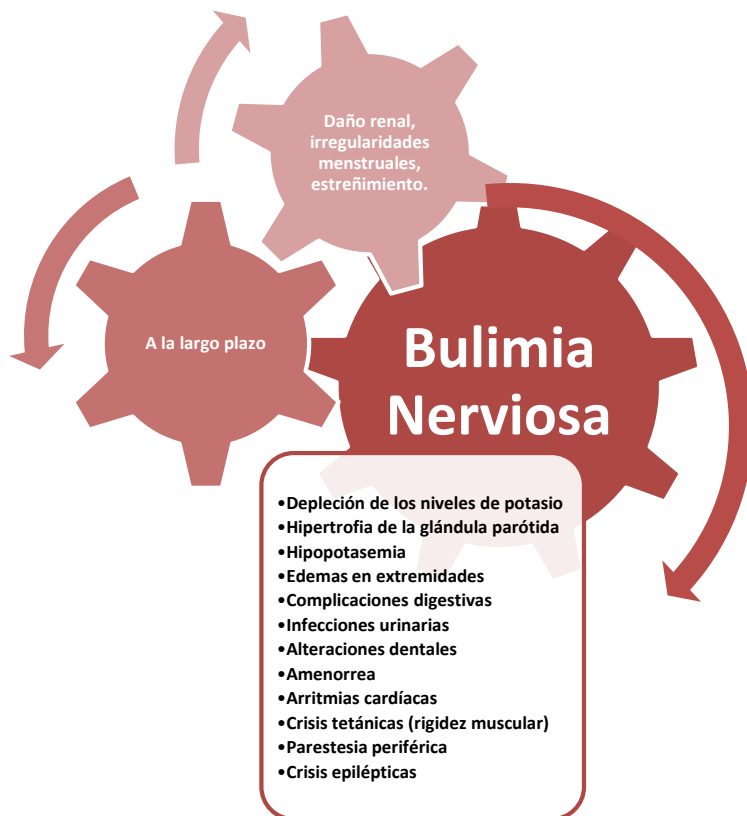 Daño renal,
irregularidades
menstruales,
estreñimiento.
A la largo plazo
Bulimia
Nerviosa
•Depleción de los niveles de potasio
•Hipertrofia de la glándula parótida
•Hipopotasemia
•Edemas en extremidades
•Complicaciones digestivas
•Infecciones urinarias
•Alteraciones dentales
•Amenorrea
•Arritmias cardíacas
•Crisis tetánicas (rigidez muscular)
•Parestesia periférica
•Crisis epilépticas